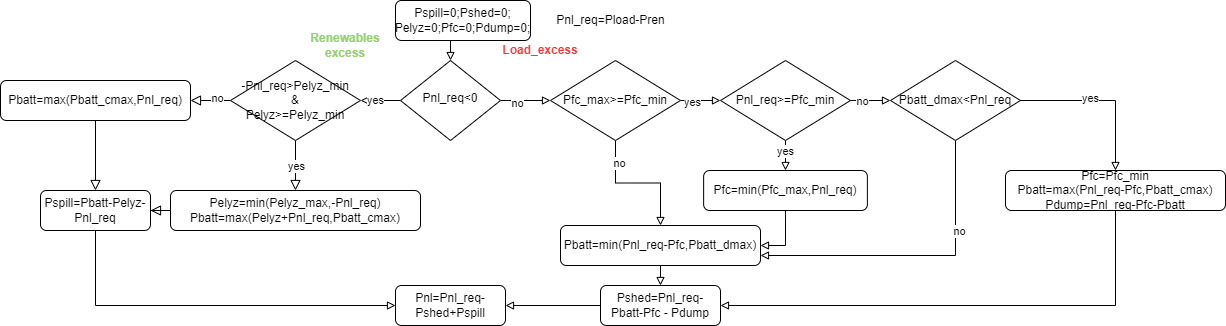 Pspill=0;Pshed=0;
Pelyz=0;Pfc=0;Pdump=0;
Pnl_req=Pload-Pren
Renewables
excess
Load_excess
Pbatt=max(Pbatt_cmax,Pnl_req)
no
-Pnl_req>Pelyz_min
&
Pelyz>=Pelyz_min
yes
Pnl_req<0
no
Pfc_max>=Pfc_min
yes
Pnl_req>=Pfc_min
no
Pbatt_dmax<Pnl_req
yes
yes
no
yes
Pspill=Pbatt-Pelyz-
Pnl_req
Pelyz=min(Pelyz_max,-Pnl_req)
Pbatt=max(Pelyz+Pnl_req,Pbatt_cmax)
Pfc=min(Pfc_max,Pnl_req)
Pfc=Pfc_min
Pbatt=max(Pnl_req-Pfc,Pbatt_cmax)
Pdump=Pnl_req-Pfc-Pbatt
no
Pbatt=min(Pnl_req-Pfc,Pbatt_dmax)
Pnl=Pnl_req-
Pshed+Pspill
Pshed=Pnl_req-
Pbatt-Pfc - Pdump